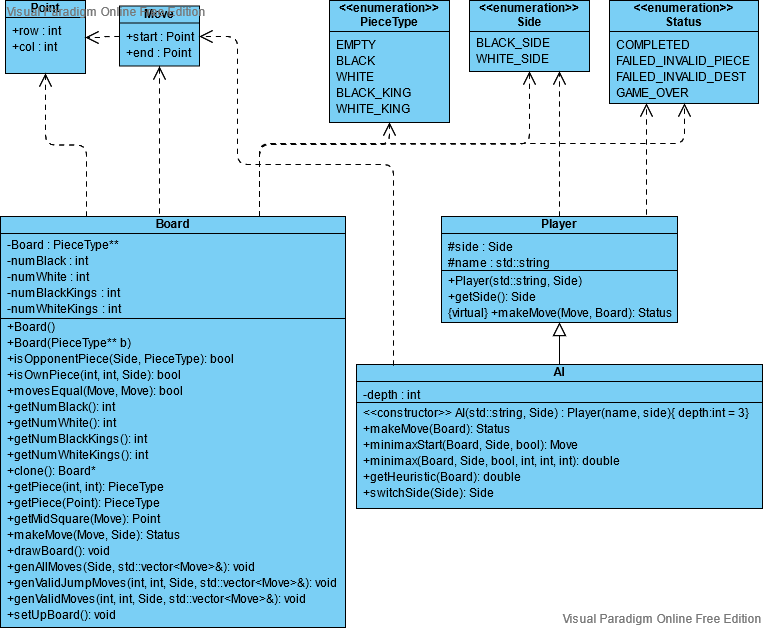 Visual Paradigm Online Free Edition
Point
+row : int
+col : int
Move
+start : Point
+end : Point
<<enumeration>>
PieceType
EMPTY
BLACK
WHITE
BLACK_KING
WHITE_KING
<<enumeration>>
Side
BLACK_SIDE
WHITE_SIDE
<<enumeration>>
Status
COMPLETED
FAILED_INVALID_PIECE
FAILED_INVALID_DEST
GAME_OVER
Board
-Board : PieceType**
-numBlack : int
-numWhite : int
-numBlackKings : int
-numWhiteKings : int
+Board()
+Board(PieceType** b)
+isOpponentPiece(Side, PieceType): bool
+isOwnPiece(int, int, Side): bool
+movesEqual(Move, Move): bool
+getNumBlack(): int
+getNumWhite(): int
+getNumBlackKings(): int
+getNumWhiteKings(): int
+clone(): Board*
+getPiece(int, int): PieceType
+getPiece(Point): PieceType
+getMidSquare(Move): Point
+makeMove(Move, Side): Status
+drawBoard(): void
+genAllMoves(Side, std::vector<Move>&): void
+genValidJumpMoves(int, int, Side, std::vector<Move>&): void
+genValidMoves(int, int, Side, std::vector<Move>&): void
+setUpBoard(): void
Player
#side : Side
#name : std::string
+Player(std::string, Side)
+getSide(): Side
{virtual} +makeMove(Move, Board): Status
AI
-depth : int
<<constructor>> AI(std::string, Side) : Player(name, side){ depth:int = 3}
+makeMove(Board): Status
+minimaxStart(Board, Side, bool): Move
+minimax(Board, Side, bool, int, int, int): double
+getHeuristic(Board): double
+switchSide(Side): Side
Visual Paradigm Online Free Edition